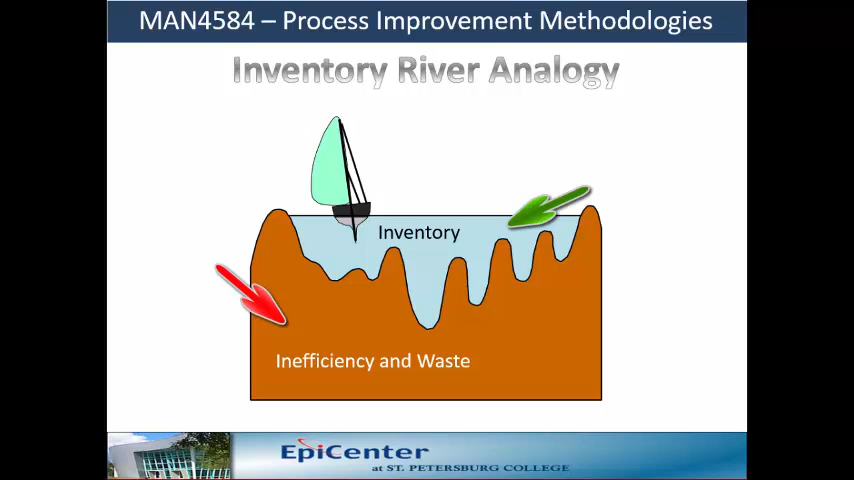 MAN4584 – Process Improvement Methodologies
Inventory River Analogy
Inventory
Inefficiency and Waste
EpiCenter
at ST. PETERSBURG COLLEGE